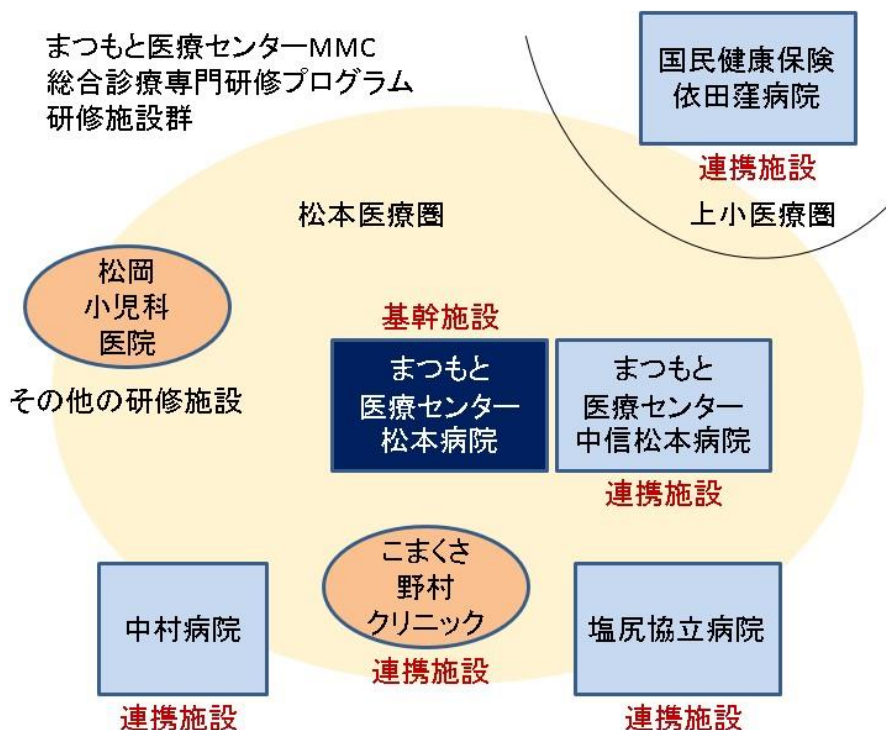 まつもと医療センターMMC
総合診療専門研修プログラム
研修施設群
国民健康保険
依田窪病院
連携施設
上小医療圏
松本医療圏
松岡
小児科
医院
その他の研修施設
基幹施設
まつもと
医療センター
松本病院
まつもと
医療センター
中信松本病院
連携施設
中村病院
連携施設
こまくさ
野村
クリニック
連携施設
塩尻協立病院
連携施設